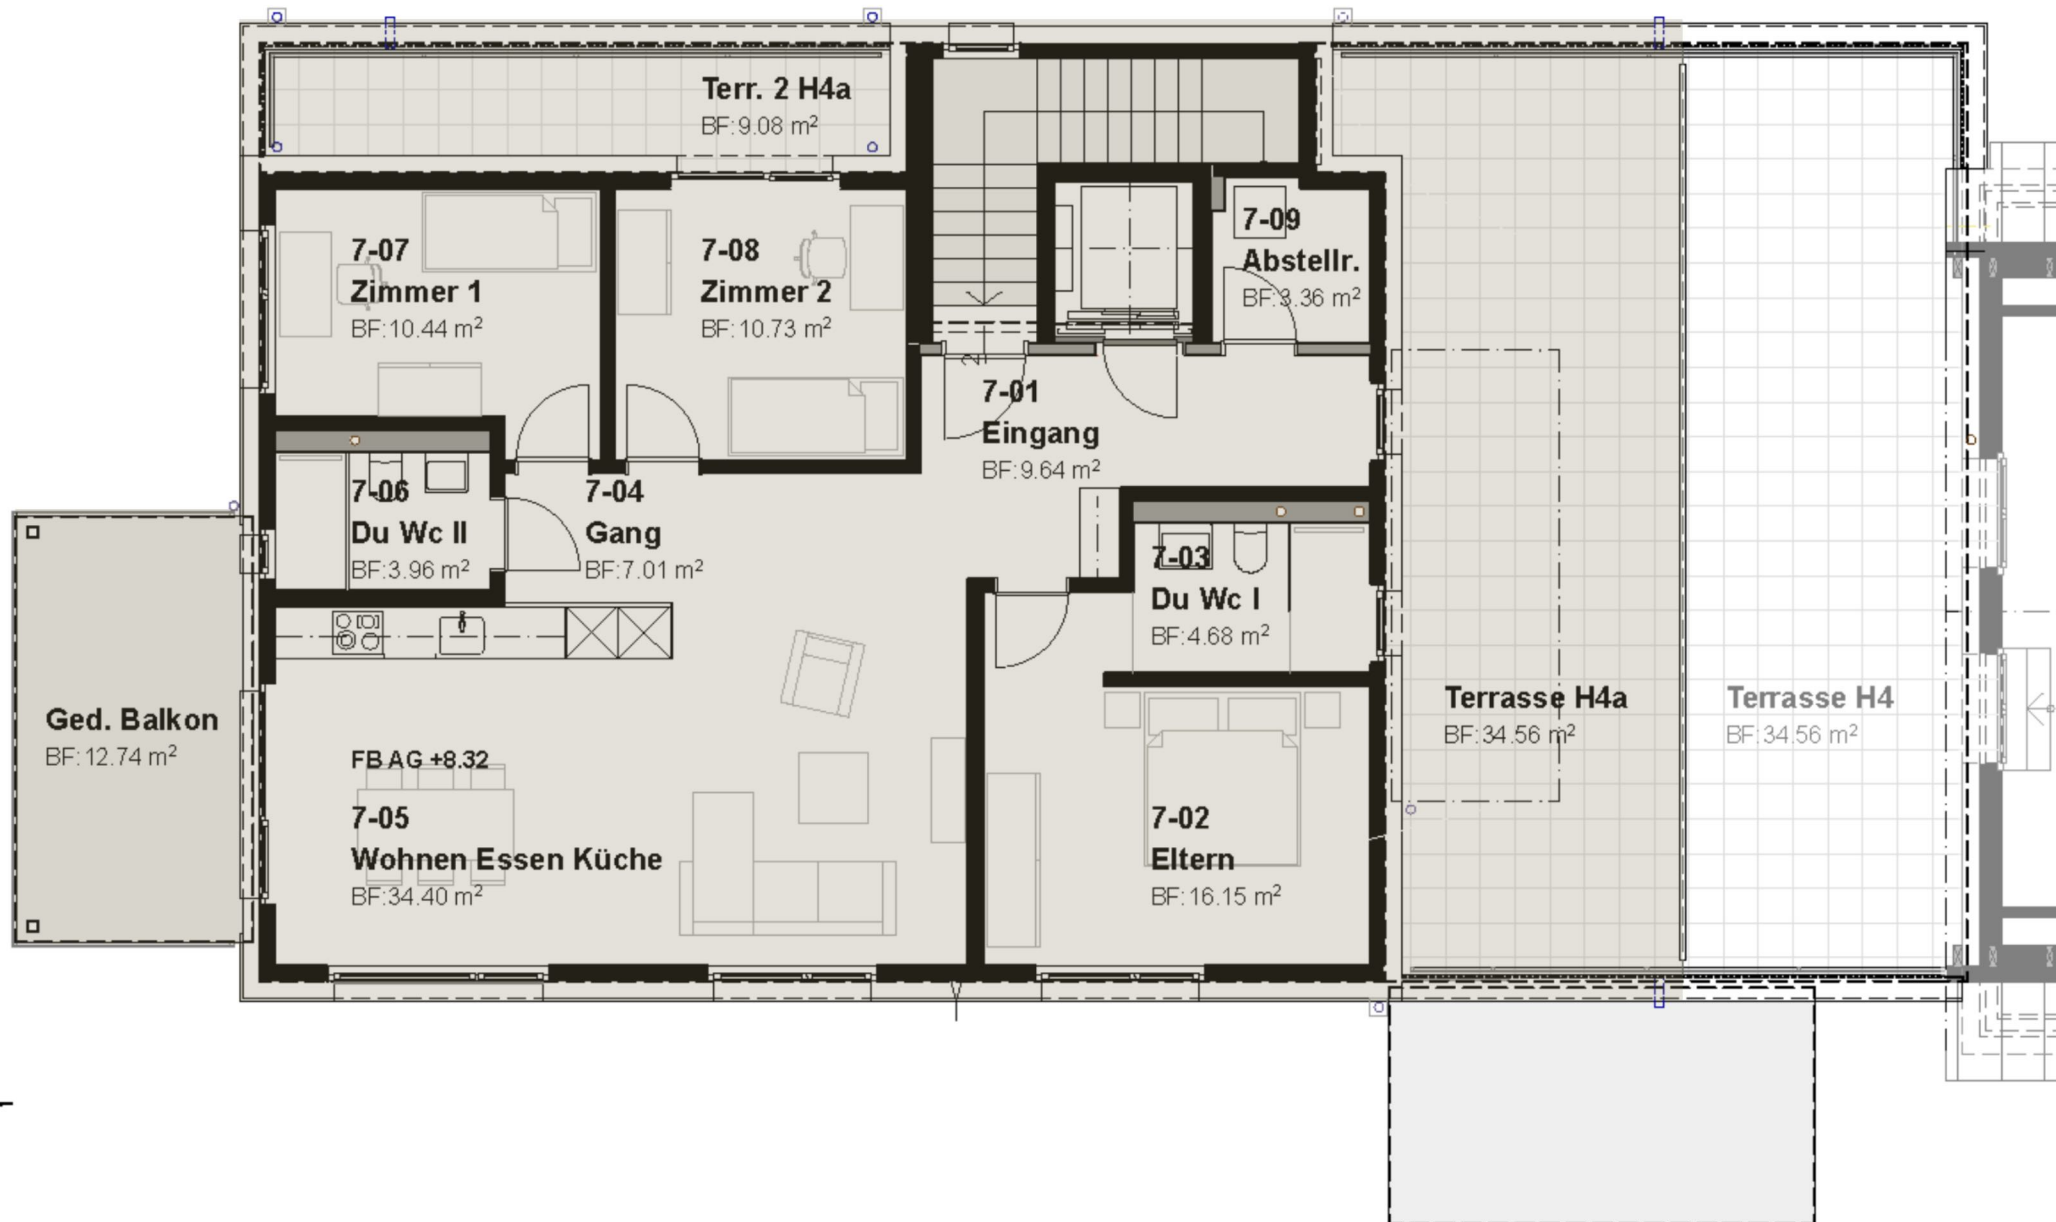 Terr. 2 H4a
BF:9.08 m²
7-07
Zimmer 1
BF:10.44 m²
7-08
Zimmer 2
BF:10.73 m²
7-09
Abstellr.
BF:3.36 m²
7-01
Eingang
BF:9.64 m²
2
7-06
Du Wc II
BF:3.96 m²
7-04
Gang
BF:7.01 m²
7-03
Du Wc I
BF:4.68 m²
Ged. Balkon
BF:12.74 m²
FB AG +8.32
7-05
Wohnen Essen Küche
BF:34.40 m²
7-02
Eltern
BF:16.15 m²
Terrasse H4a
BF:34.56 m²
Terrasse H4
BF:34.56 m²